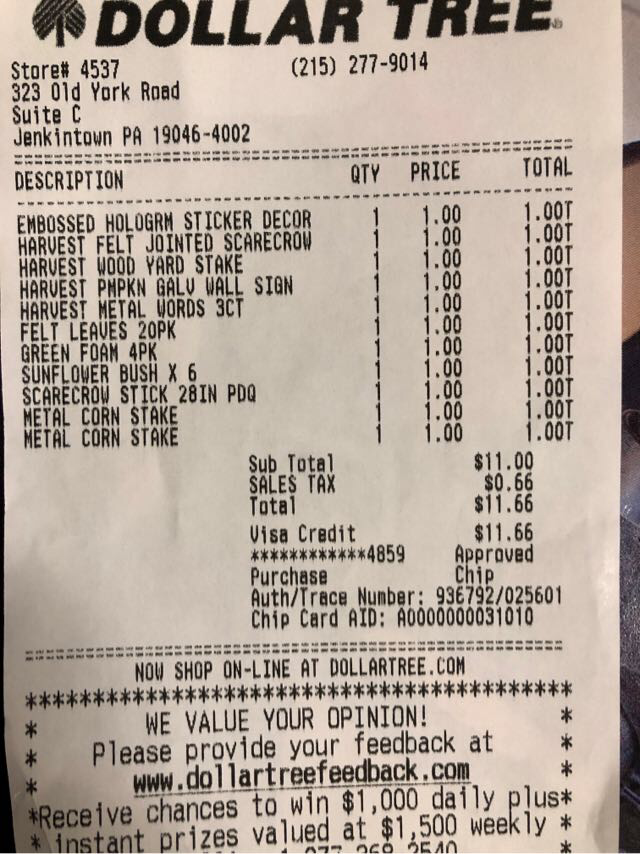 DOLLAR TREE
Store# 4537 (215) 277-9014
323 Old York Road
Suite C
Jenkintown PA 19046-4002
DESCRIPTION QTY PRICE TOTAL
EMBOSSED HOLOGRM STICKER DECOR 1 1.00 1.00T
HARVEST FELT JOINTED SCARECROW 1 1.00 1.00T
HARVEST WOOD YARD STAKE 1 1.00 1.00T
HARVEST PMPKN GALV WALL SIGN 1 1.00 1.00T
HARVEST METAL WORDS 3CT 1 1.00 1.00T
FELT LEAVES 20PK 1 1.00 1.00T
GREEN FOAM 4PK 1 1.00 1.00T
SUNFLOWER BUSH X 6 1 1.00 1.00T
SCARECROW STICK 28IN PDQ 1 1.00 1.00T
METAL CORN STAKE 1 1.00 1.00T
METAL CORN STAKE 1 1.00 1.00T
Sub Total $11.00
SALES TAX $0.66
Total $11.66
Visa Credit $11.66
************4859 Approved
Purchase Chip
Auth/Trace Number: 936792/025601
Chip Card AID: A0000000031010
NOW SHOP ON-LINE AT DOLLARTREE.COM
******************************************
* WE VALUE YOUR OPINION! *
* Please provide your feedback at *
* www.dollartreefeedback.com *
*Receive chances to win $1,000 daily plus*
* instant prizes valued at $1,500 weekly *